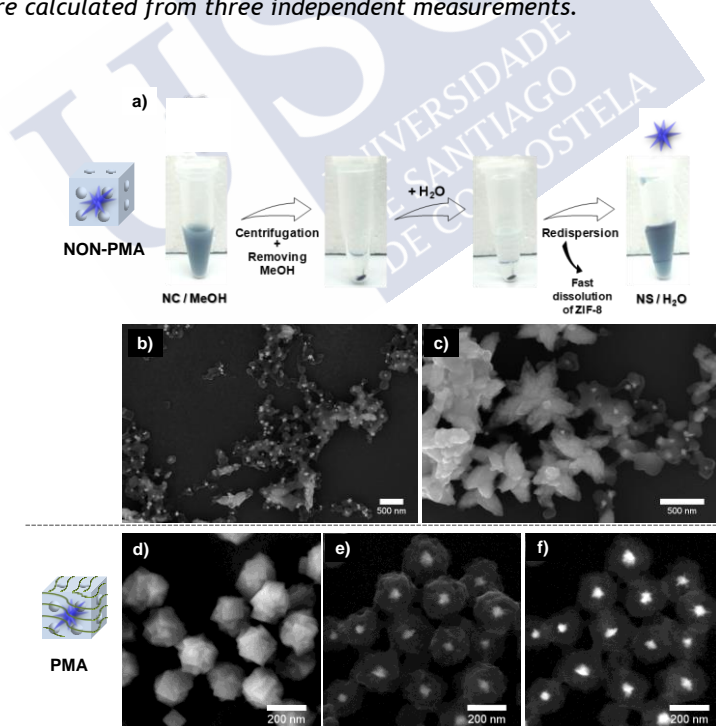 re calculated from three independent measurements.
UNIVERSIDADE
DE SANTIAGO
DE COMPOSTELA
a)
NON-PMA
NC / MeOH
Centrifugation
+
Removing
MeOH
+ H₂O
Redispersion
Fast
dissolution
of ZIF-8
NS / H₂O
b)
500 nm
c)
500 nm
PMA
d)
200 nm
e)
200 nm
f)
200 nm